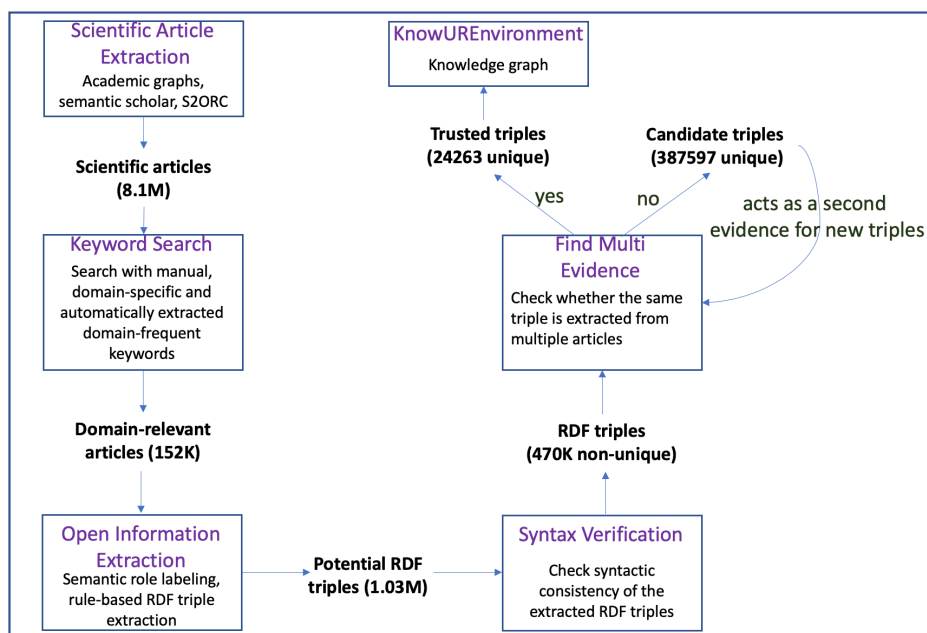 Scientific Article
Extraction
Academic graphs,
semantic scholar, S2ORC
Scientific articles
(8.1M)
Keyword Search
Search with manual,
domain-specific and
automatically extracted
domain-frequent
keywords
Domain-relevant
articles (152K)
Open Information
Extraction
Semantic role labeling,
rule-based RDF triple
extraction
Potential RDF
triples (1.03M)
Syntax Verification
Check syntactic
consistency of the
extracted RDF triples
RDF triples
(470K non-unique)
Find Multi
Evidence
Check whether the same
triple is extracted from
multiple articles
yes
no
Trusted triples
(24263 unique)
Candidate triples
(387597 unique)
acts as a second
evidence for new triples
KnowUREnvironment
Knowledge graph